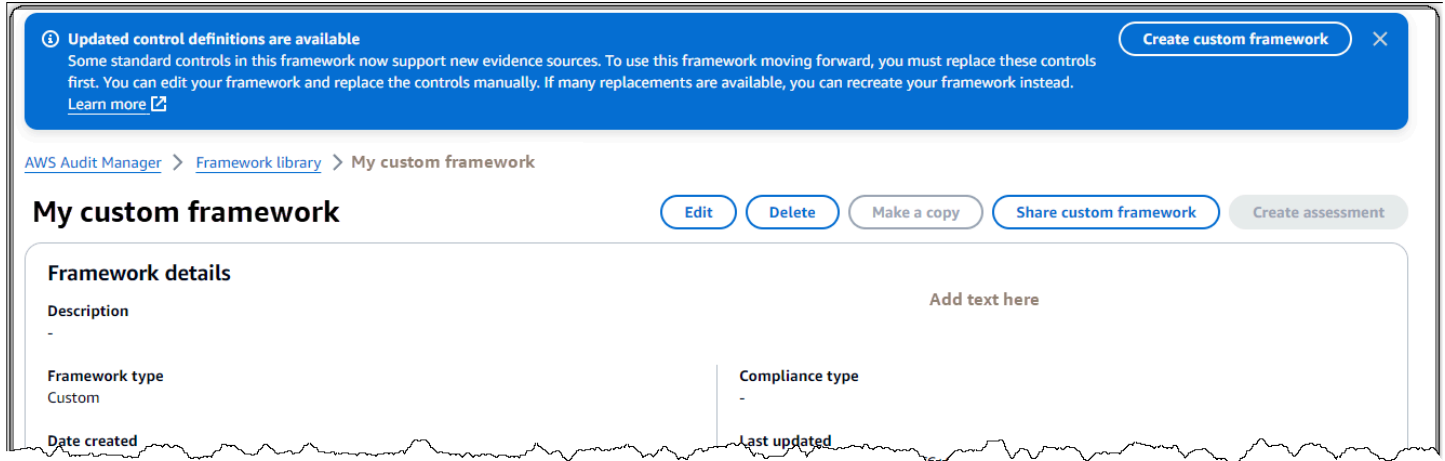 Updated control definitions are available
Create custom framework
Some standard controls in this framework now support new evidence sources. To use this framework moving forward, you must replace these controls
first. You can edit your framework and replace the controls manually. If many replacements are available, you can recreate your framework instead.
Learn more
AWS Audit Manager > Framework library > My custom framework
My custom framework
Edit Delete Make a copy Share custom framework Create assessment
Framework details
Add text here
Description
-
Framework type Compliance type
Custom -
Date created Last updated